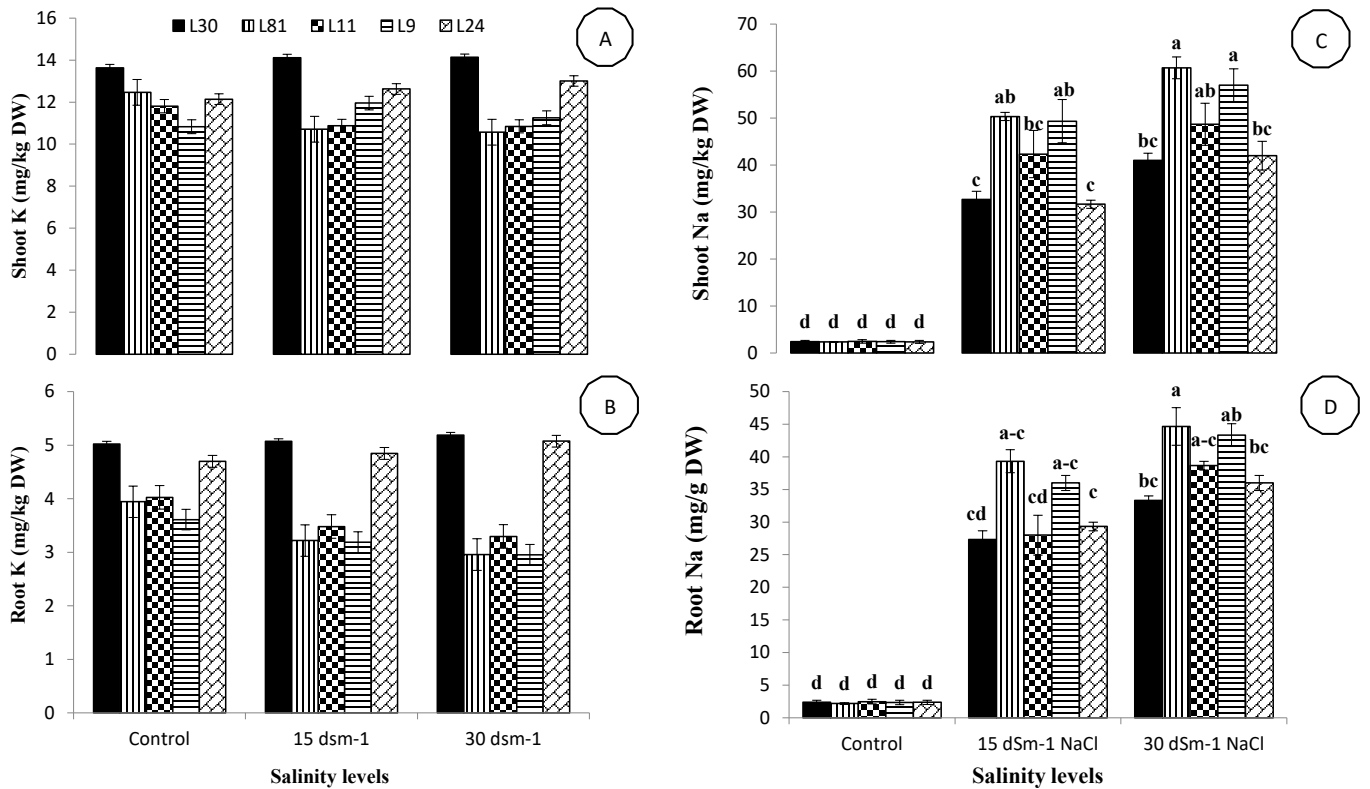 L30 L81 L11 L9 L24
A
Shoot K (mg/kg DW)
16
14
12
10
8
6
4
2
0
B
Root K (mg/kg DW)
6
5
4
3
2
1
0
Control 15 dsm-1 30 dsm-1
Salinity levels
C
Shoot Na (mg/kg DW)
70
60
50
40
30
20
10
0
d d d d d
c ab bc ab c
bc a ab a bc
D
Root Na (mg/g DW)
50
45
40
35
30
25
20
15
10
5
0
d d d d d
cd a-c cd a-c c
bc a a-c ab bc
Control 15 dSm-1 NaCl 30 dSm-1 NaCl
Salinity levels